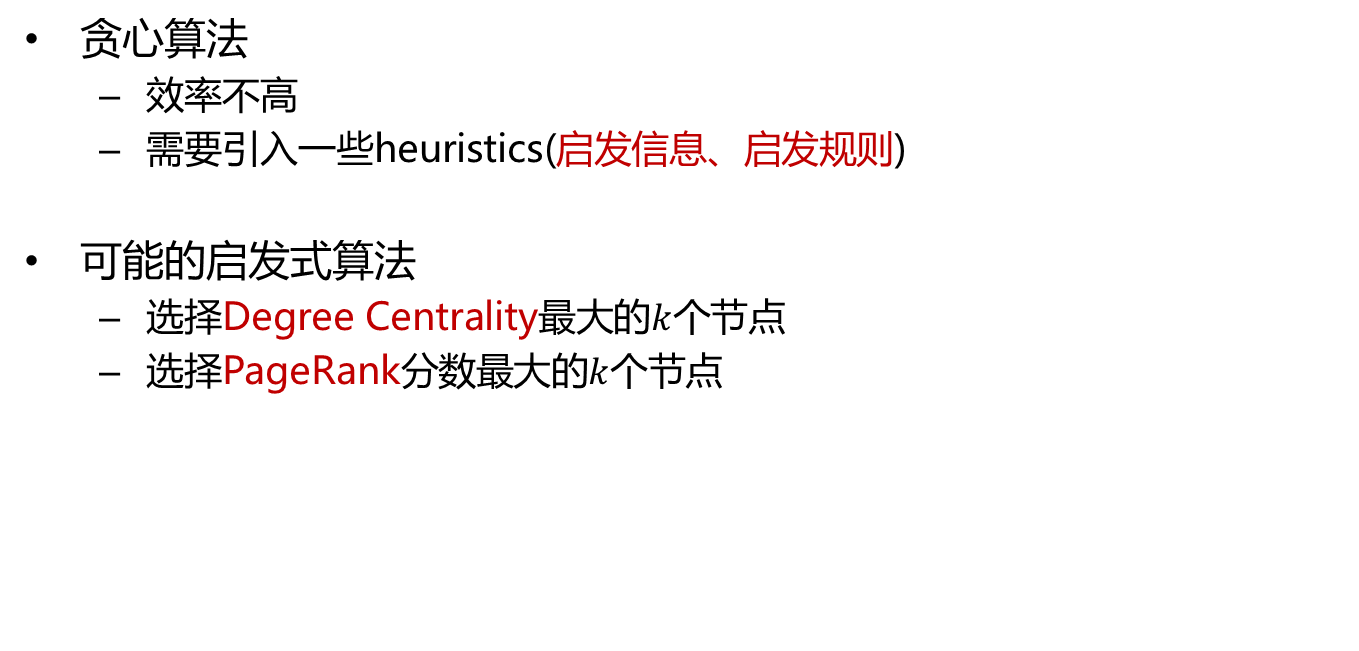 • 贪心算法
– 效率不高
– 需要引入一些heuristics(启发信息、启发规则)
• 可能的启发式算法
– 选择Degree Centrality最大的k个节点
– 选择PageRank分数最大的k个节点